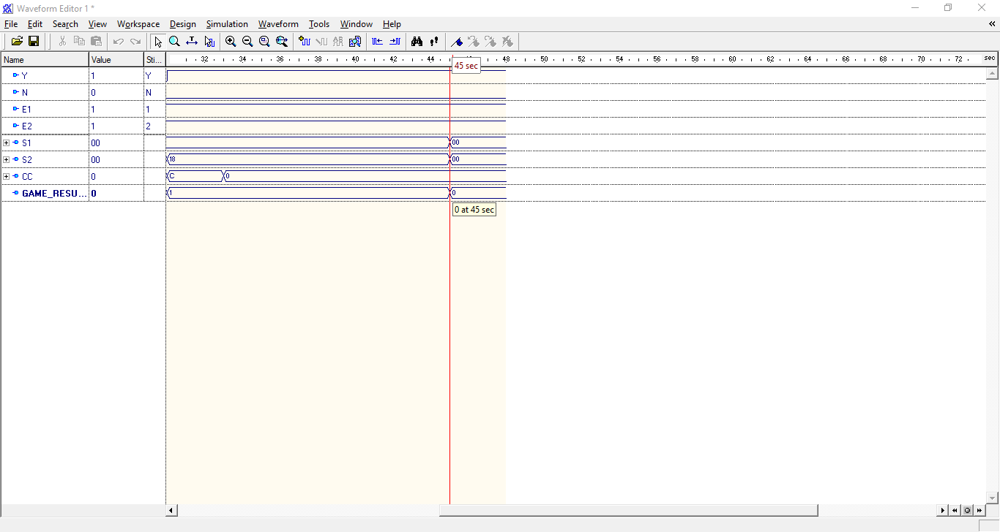 Waveform Editor 1 *
File Edit Search View Workspace Design Simulation Waveform Tools Window Help
Name Value Sti... 32 34 36 38 40 42 44 48 50 52 54 56 58 60 62 64 66 68 70 72 sec
45 sec
Y 1 Y
N 0 N
E1 1 1
E2 1 2
S1 00 00
S2 00 18 00
CC 0 C 0
GAME_RESU... 0 1 0
0 at 45 sec